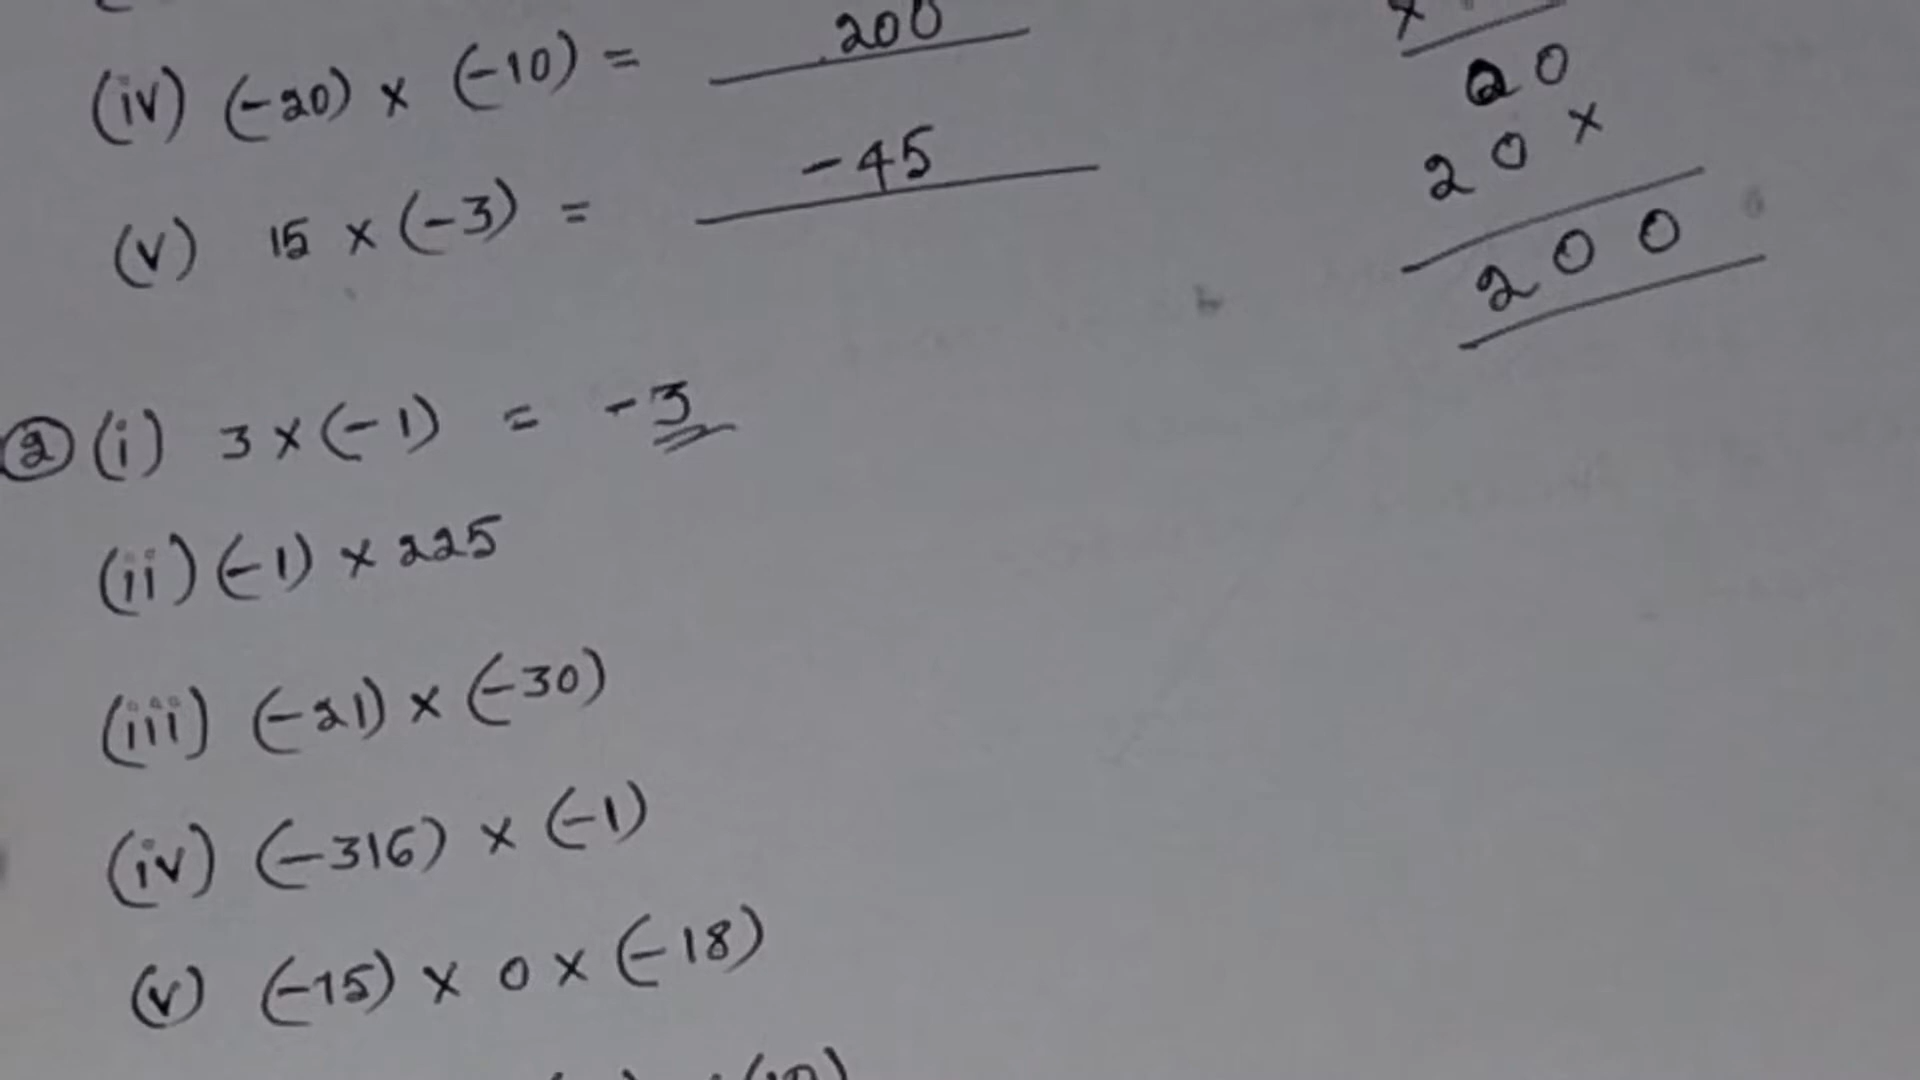 (iv) (-20) × (-10) = 200
(v) 15 × (-3) = -45
×
20
20×
200
② (i) 3 × (-1) = -3
(ii) (-1) × 225
(iii) (-21) × (-30)
(iv) (-316) × (-1)
(v) (-15) × 0 × (-18)